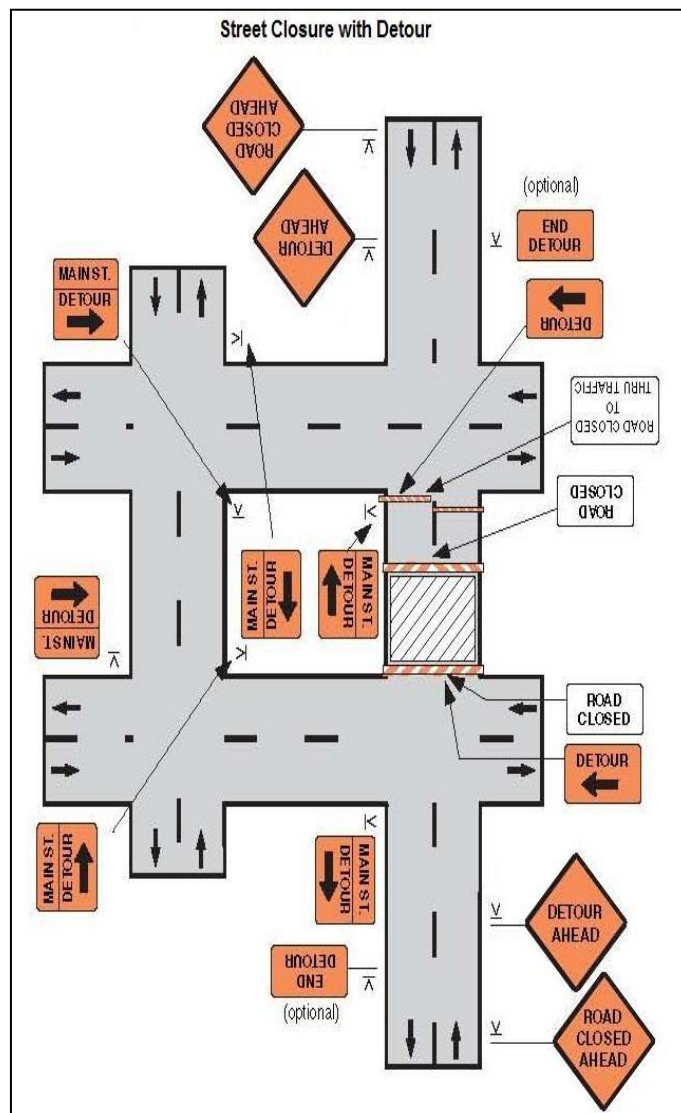 Street Closure with Detour
ROAD
CLOSED
AHEAD
DETOUR
AHEAD
(optional)
END
DETOUR
MAIN ST.
DETOUR
DETOUR
ROAD CLOSED
TO
THRU TRAFFIC
ROAD
CLOSED
MAIN ST.
DETOUR
MAIN ST.
DETOUR
MAIN ST.
DETOUR
ROAD
CLOSED
DETOUR
MAIN ST.
DETOUR
MAIN ST.
DETOUR
DETOUR
AHEAD
END
DETOUR
(optional)
ROAD
CLOSED
AHEAD